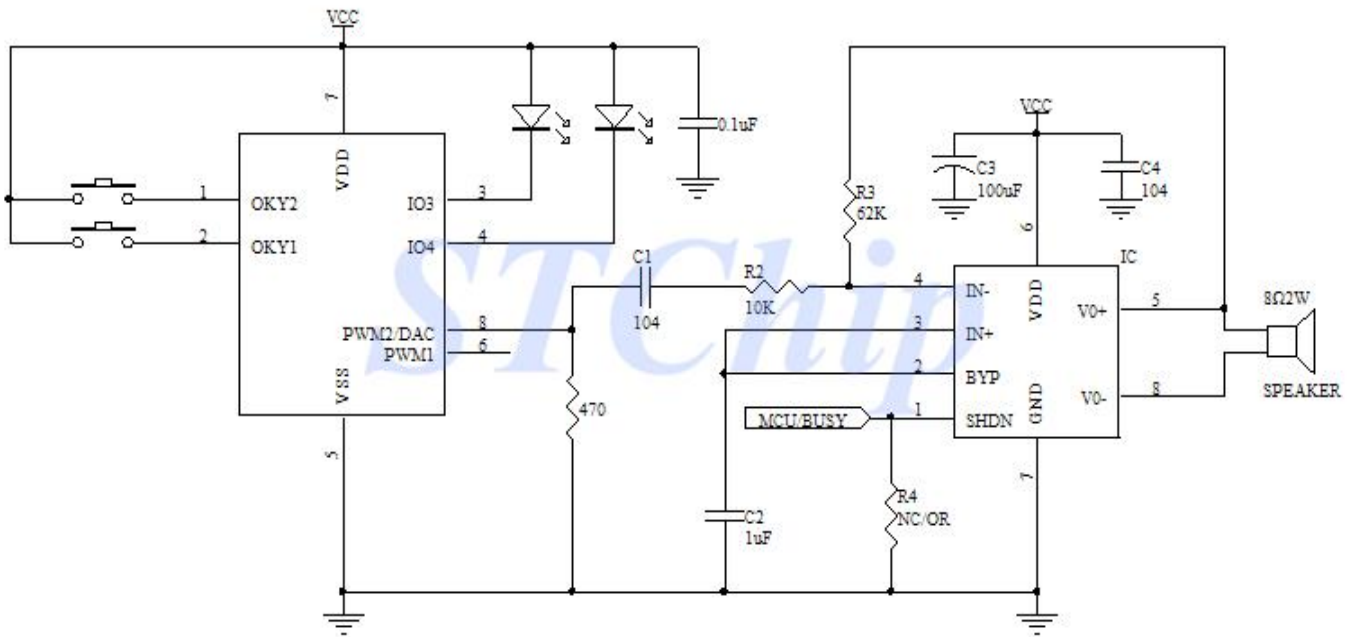 VCC
7
VDD
0.1uF
1
OKY2
IO3
3
2
OKY1
IO4
4
PWM2/DAC
8
PWM1
6
VSS
5
470
C1
104
R2
10K
R3
62K
VCC
C3
100uF
C4
104
6
IC
4
IN-
VDD
V0+
5
8Ω2W
3
IN+
2
BYP
V0-
8
SPEAKER
MCU/BUSY
1
SHDN
GND
7
R4
NC/OR
C2
1uF
STChip